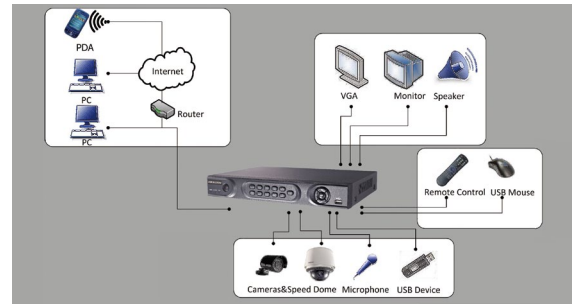 PDA
Internet
PC
Router
PC
VGA Monitor Speaker
Remote Control USB Mouse
Cameras&Speed Dome Microphone USB Device